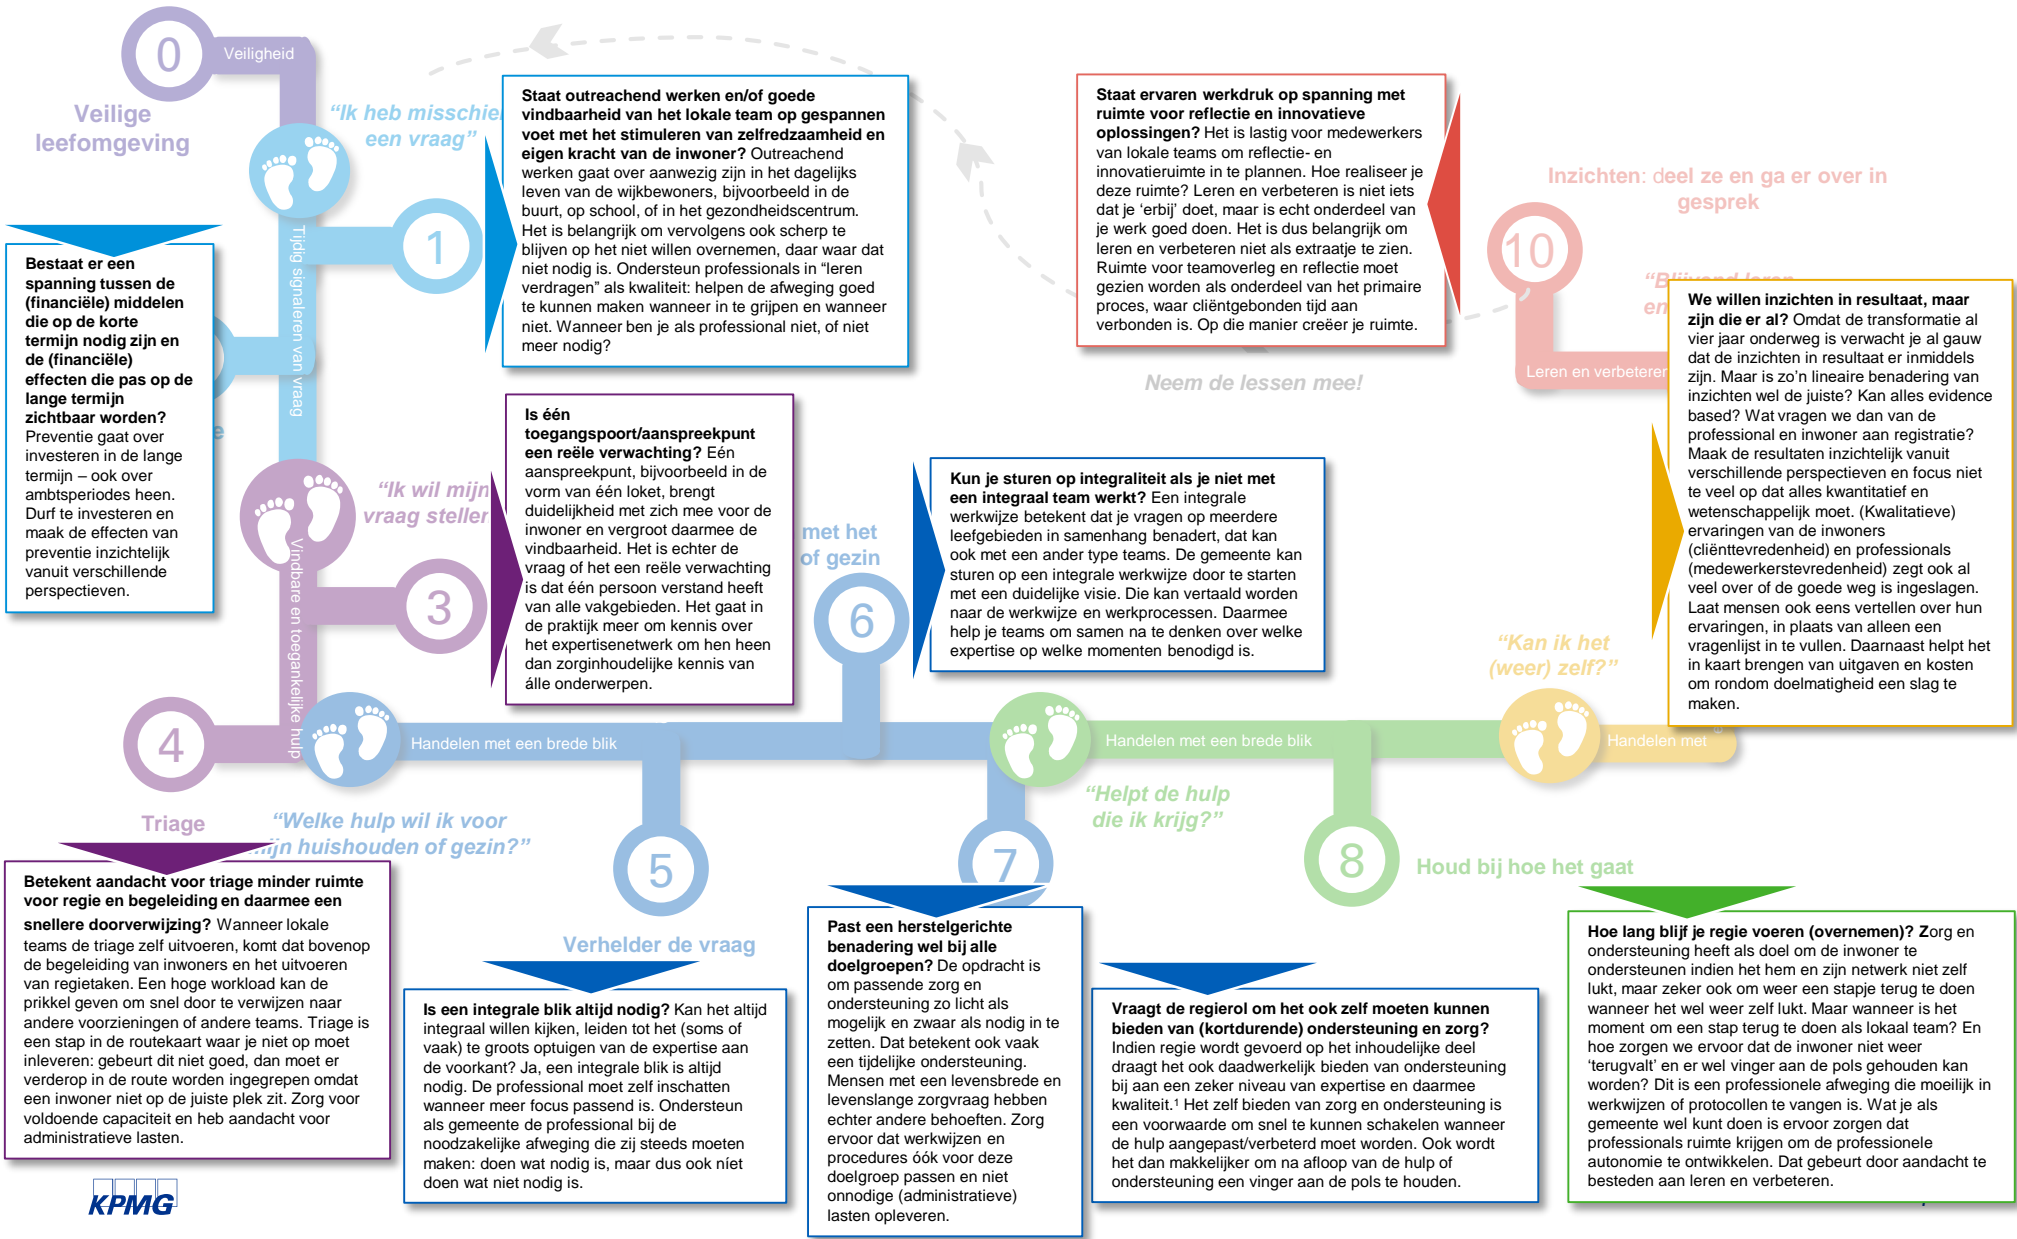 0
Veiligheid
Veilige
leefomgeving
“Ik heb misschien
een vraag”
Tijdig signaleren van vraag
1
Staat outreachend werken en/of goede
vindbaarheid van het lokale team op gespannen
voet met het stimuleren van zelfredzaamheid en
eigen kracht van de inwoner? Outreachend
werken gaat over aanwezig zijn in het dagelijks
leven van de wijkbewoners, bijvoorbeeld in de
buurt, op school, of in het gezondheidscentrum.
Het is belangrijk om vervolgens ook scherp te
blijven op het niet willen overnemen, daar waar dat
niet nodig is. Ondersteun professionals in “leren
verdragen” als kwaliteit: helpen de afweging goed
te kunnen maken wanneer in te grijpen en wanneer
niet. Wanneer ben je als professional niet, of niet
meer nodig?
Staat ervaren werkdruk op spanning met
ruimte voor reflectie en innovatieve
oplossingen? Het is lastig voor medewerkers
van lokale teams om reflectie- en
innovatieruimte in te plannen. Hoe realiseer je
deze ruimte? Leren en verbeteren is niet iets
dat je ‘erbij’ doet, maar is echt onderdeel van
je werk goed doen. Het is dus belangrijk om
leren en verbeteren niet als extraatje te zien.
Ruimte voor teamoverleg en reflectie moet
gezien worden als onderdeel van het primaire
proces, waar cliëntgebonden tijd aan
verbonden is. Op die manier creëer je ruimte.
Neem de lessen mee!
Inzichten: deel ze en ga er over in
gesprek
10
“Blijvend leren
en
Leren en verbeteren
Bestaat er een
spanning tussen de
(financiële) middelen
die op de korte
termijn nodig zijn en
de (financiële)
effecten die pas op de
lange termijn
zichtbaar worden?
Preventie gaat over
investeren in de lange
termijn – ook over
ambtsperiodes heen.
Durf te investeren en
maak de effecten van
preventie inzichtelijk
vanuit verschillende
perspectieven.
e
We willen inzichten in resultaat, maar
zijn die er al? Omdat de transformatie al
vier jaar onderweg is verwacht je al gauw
dat de inzichten in resultaat er inmiddels
zijn. Maar is zo’n lineaire benadering van
inzichten wel de juiste? Kan alles evidence
based? Wat vragen we dan van de
professional en inwoner aan registratie?
Maak de resultaten inzichtelijk vanuit
verschillende perspectieven en focus niet
te veel op dat alles kwantitatief en
wetenschappelijk moet. (Kwalitatieve)
ervaringen van de inwoners
(cliënttevredenheid) en professionals
(medewerkerstevredenheid) zegt ook al
veel over of de goede weg is ingeslagen.
Laat mensen ook eens vertellen over hun
ervaringen, in plaats van alleen een
vragenlijst in te vullen. Daarnaast helpt het
in kaart brengen van uitgaven en kosten
om rondom doelmatigheid een slag te
maken.
“Ik wil mijn
vraag stellen
3
Vindbare en toegankelijke hulp
Is één
toegangspoort/aanspreekpunt
een reële verwachting? Eén
aanspreekpunt, bijvoorbeeld in de
vorm van één loket, brengt
duidelijkheid met zich mee voor de
inwoner en vergroot daarmee de
vindbaarheid. Het is echter de
vraag of het een reële verwachting
is dat één persoon verstand heeft
van alle vakgebieden. Het gaat in
de praktijk meer om kennis over
het expertisenetwerk om hen heen
dan zorginhoudelijke kennis van
álle onderwerpen.
met het
of gezin
6
Kun je sturen op integraliteit als je niet met
een integraal team werkt? Een integrale
werkwijze betekent dat je vragen op meerdere
leefgebieden in samenhang benadert, dat kan
ook met een ander type teams. De gemeente kan
sturen op een integrale werkwijze door te starten
met een duidelijke visie. Die kan vertaald worden
naar de werkwijze en werkprocessen. Daarmee
help je teams om samen na te denken over welke
expertise op welke momenten benodigd is.
“Kan ik het
(weer) zelf?”
4
Triage
Handelen met een brede blik
Handelen met een brede blik
Handelen met
“Welke hulp wil ik voor
mijn huishouden of gezin?”
5
Verhelder de vraag
7
“Helpt de hulp
die ik krijg?”
8
Houd bij hoe het gaat
Betekent aandacht voor triage minder ruimte
voor regie en begeleiding en daarmee een
snellere doorverwijzing? Wanneer lokale
teams de triage zelf uitvoeren, komt dat bovenop
de begeleiding van inwoners en het uitvoeren
van regietaken. Een hoge workload kan de
prikkel geven om snel door te verwijzen naar
andere voorzieningen of andere teams. Triage is
een stap in de routekaart waar je niet op moet
inleveren: gebeurt dit niet goed, dan moet er
verderop in de route worden ingegrepen omdat
een inwoner niet op de juiste plek zit. Zorg voor
voldoende capaciteit en heb aandacht voor
administratieve lasten.
Is een integrale blik altijd nodig? Kan het altijd
integraal willen kijken, leiden tot het (soms of
vaak) te groots optuigen van de expertise aan
de voorkant? Ja, een integrale blik is altijd
nodig. De professional moet zelf inschatten
wanneer meer focus passend is. Ondersteun
als gemeente de professional bij de
noodzakelijke afweging die zij steeds moeten
maken: doen wat nodig is, maar dus ook níet
doen wat niet nodig is.
Past een herstelgerichte
benadering wel bij alle
doelgroepen? De opdracht is
om passende zorg en
ondersteuning zo licht als
mogelijk en zwaar als nodig in te
zetten. Dat betekent ook vaak
een tijdelijke ondersteuning.
Mensen met een levensbrede en
levenslange zorgvraag hebben
echter andere behoeften. Zorg
ervoor dat werkwijzen en
procedures óók voor deze
doelgroep passen en niet
onnodige (administratieve)
lasten opleveren.
Vraagt de regierol om het ook zelf moeten kunnen
bieden van (kortdurende) ondersteuning en zorg?
Indien regie wordt gevoerd op het inhoudelijke deel
draagt het ook daadwerkelijk bieden van ondersteuning
bij aan een zeker niveau van expertise en daarmee
kwaliteit.¹ Het zelf bieden van zorg en ondersteuning is
een voorwaarde om snel te kunnen schakelen wanneer
de hulp aangepast/verbeterd moet worden. Ook wordt
het dan makkelijker om na afloop van de hulp of
ondersteuning een vinger aan de pols te houden.
Hoe lang blijf je regie voeren (overnemen)? Zorg en
ondersteuning heeft als doel om de inwoner te
ondersteunen indien het hem en zijn netwerk niet zelf
lukt, maar zeker ook om weer een stapje terug te doen
wanneer het wel weer zelf lukt. Maar wanneer is het
moment om een stap terug te doen als lokaal team? En
hoe zorgen we ervoor dat de inwoner niet weer
‘terugvalt’ en er wel vinger aan de pols gehouden kan
worden? Dit is een professionele afweging die moeilijk in
werkwijzen of protocollen te vangen is. Wat je als
gemeente wel kunt doen is ervoor zorgen dat
professionals ruimte krijgen om de professionele
autonomie te ontwikkelen. Dat gebeurt door aandacht te
besteden aan leren en verbeteren.
KPMG